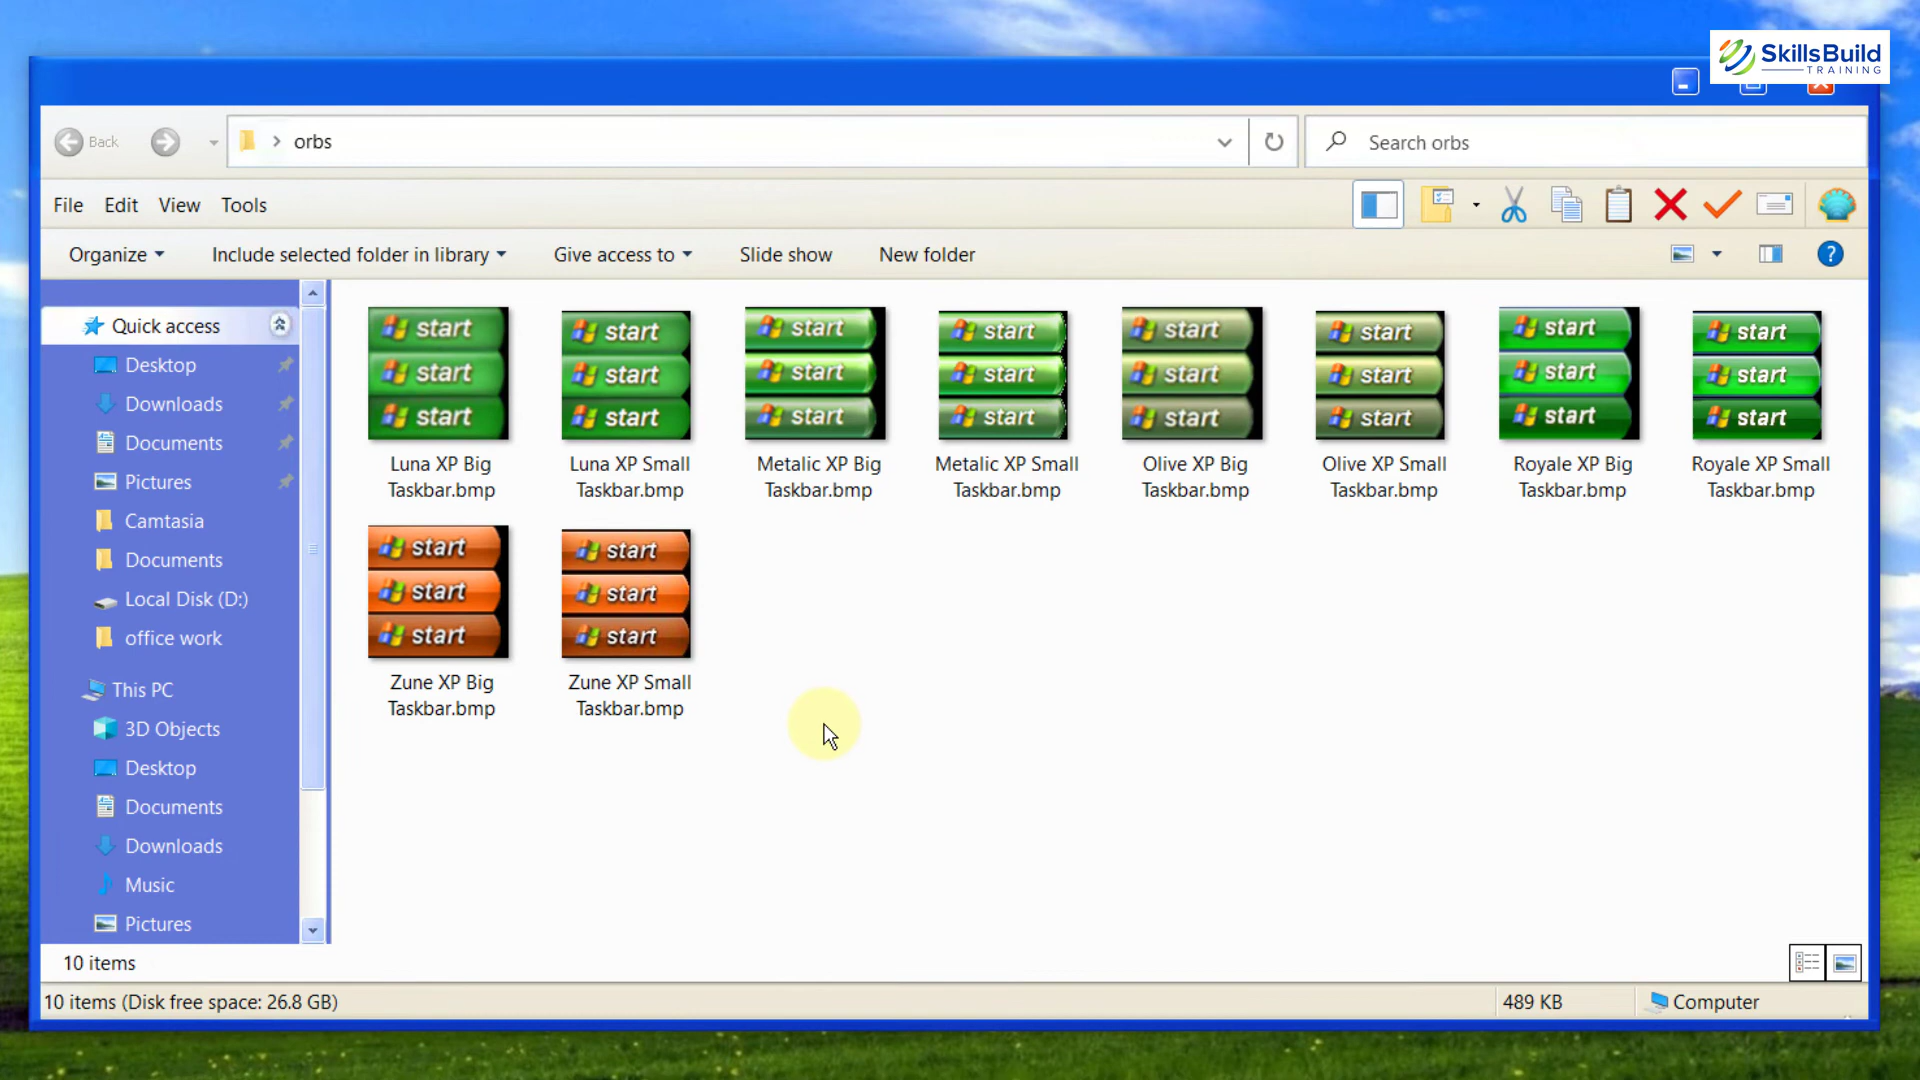 SkillsBuild
TRAINING
Back
orbs
Search orbs
File Edit View Tools
Organize Include selected folder in library Give access to Slide show New folder
Quick access
Desktop
Downloads
Documents
Pictures
Camtasia
Documents
Local Disk (D:)
office work
This PC
3D Objects
Desktop
Documents
Downloads
Music
Pictures
start
start
start
Luna XP Big
Taskbar.bmp
start
start
start
Luna XP Small
Taskbar.bmp
start
start
start
Metalic XP Big
Taskbar.bmp
start
start
start
Metalic XP Small
Taskbar.bmp
start
start
start
Olive XP Big
Taskbar.bmp
start
start
start
Olive XP Small
Taskbar.bmp
start
start
start
Royale XP Big
Taskbar.bmp
start
start
start
Royale XP Small
Taskbar.bmp
start
start
start
Zune XP Big
Taskbar.bmp
start
start
start
Zune XP Small
Taskbar.bmp
10 items
10 items (Disk free space: 26.8 GB)
489 KB
Computer